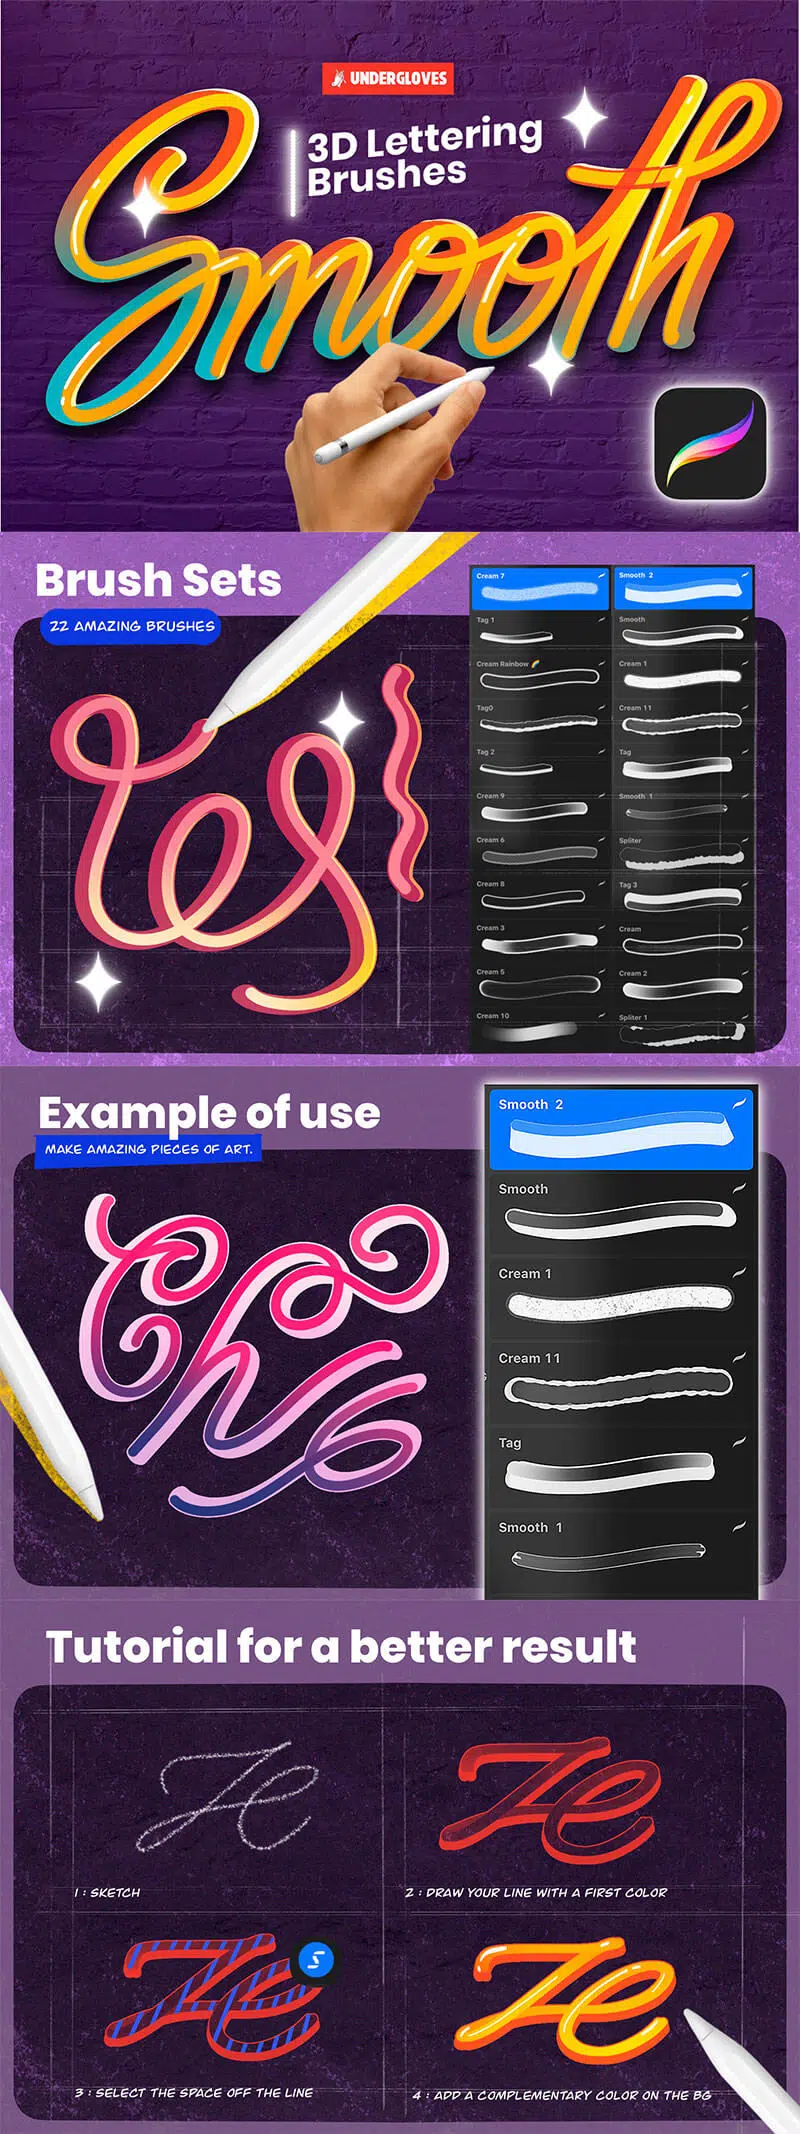 UNDERGLOVES
Smooth
3D Lettering
Brushes
Brush Sets
22 AMAZING BRUSHES
Cream 7
Smooth 2
Tag 1
Smooth
Cream Rainbow 🌈
Cream 1
Tag0
Cream 11
Tag 2
Tag
Cream 9
Smooth 1
Cream 6
Spliter
Cream 8
Tag 3
Cream 3
Cream
Cream 5
Cream 2
Cream 10
Spliter 1
Example of use
MAKE AMAZING PIECES OF ART.
Smooth 2
Smooth
Cream 1
Cream 11
Tag
Smooth 1
Tutorial for a better result
Ze
Ze
1 : SKETCH
2 : DRAW YOUR LINE WITH A FIRST COLOR
Ze
S
Ze
3 : SELECT THE SPACE OFF THE LINE
4 : ADD A COMPLEMENTARY COLOR ON THE BG